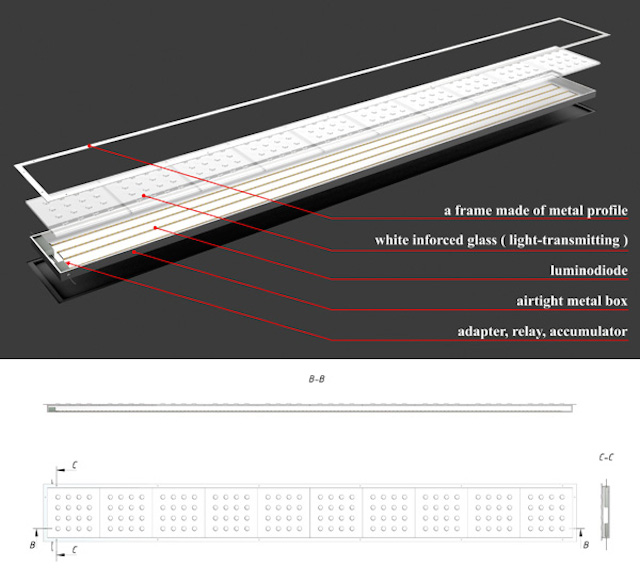 a frame made of metal profile
white inforced glass ( light-transmitting )
luminodiode
airtight metal box
adapter, relay, accumulator
B-B
C
C-C
B
B
C